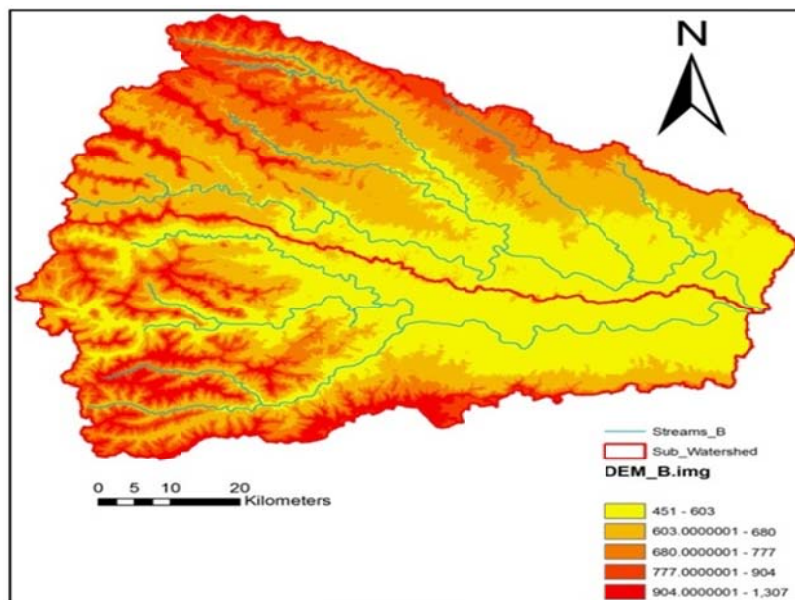 N
Streams_B
Sub_Watershed
DEM_B.img
0 5 10 20
Kilometers
451 - 603
603.0000001 - 680
680.0000001 - 777
777.0000001 - 904
904.0000001 - 1,307